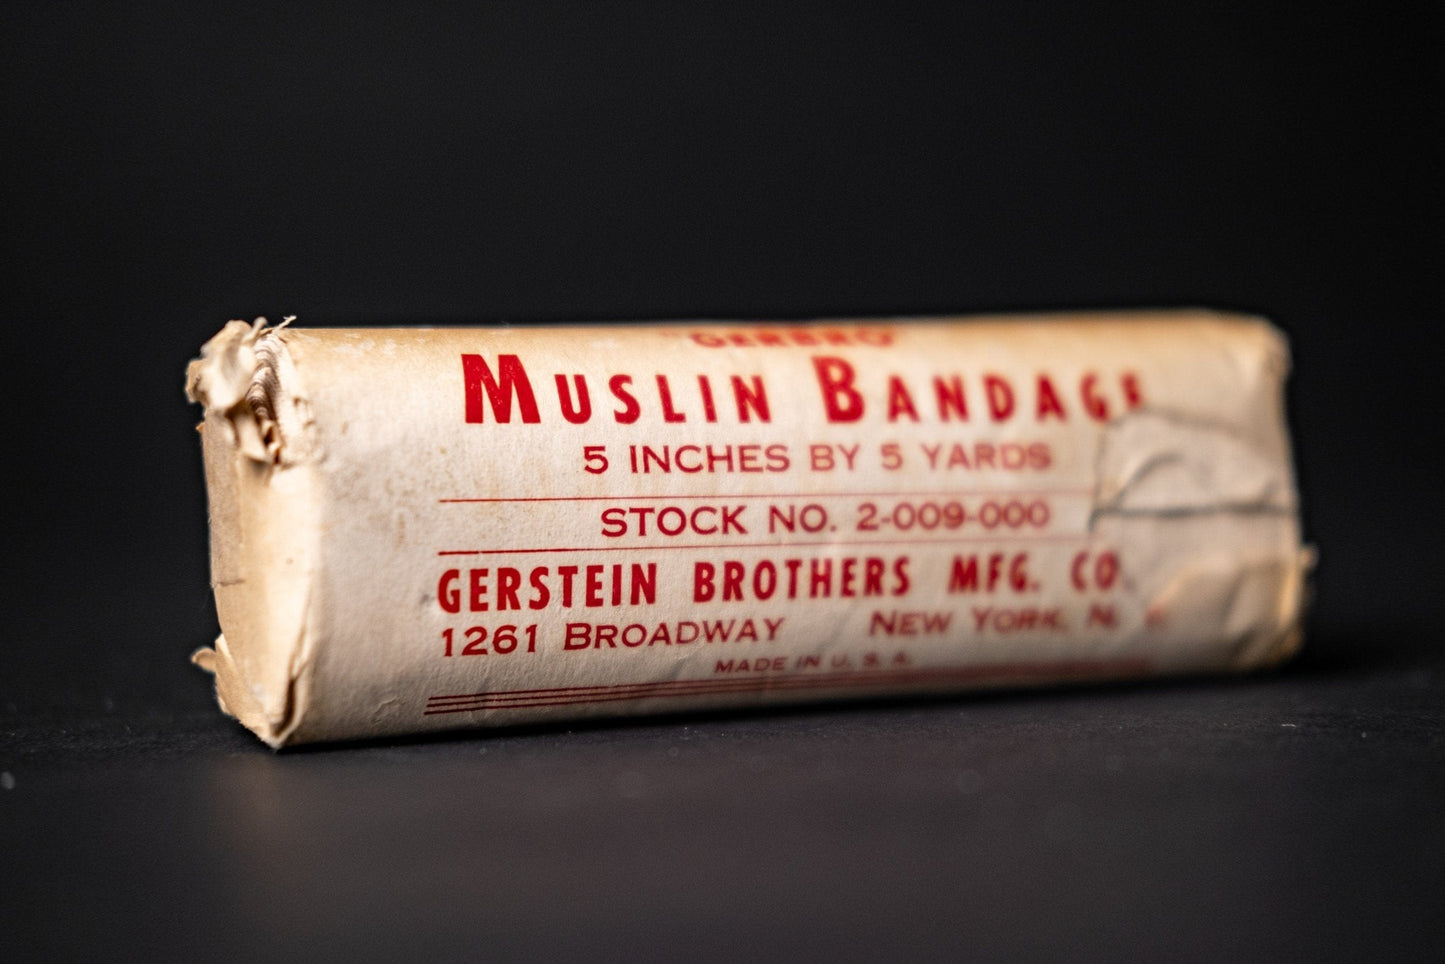 "GERBRO"
MUSLIN BANDAGE
5 INCHES BY 5 YARDS
STOCK NO. 2-009-000
GERSTEIN BROTHERS MFG. CO.
1261 BROADWAY NEW YORK, N.
MADE IN U. S. A.